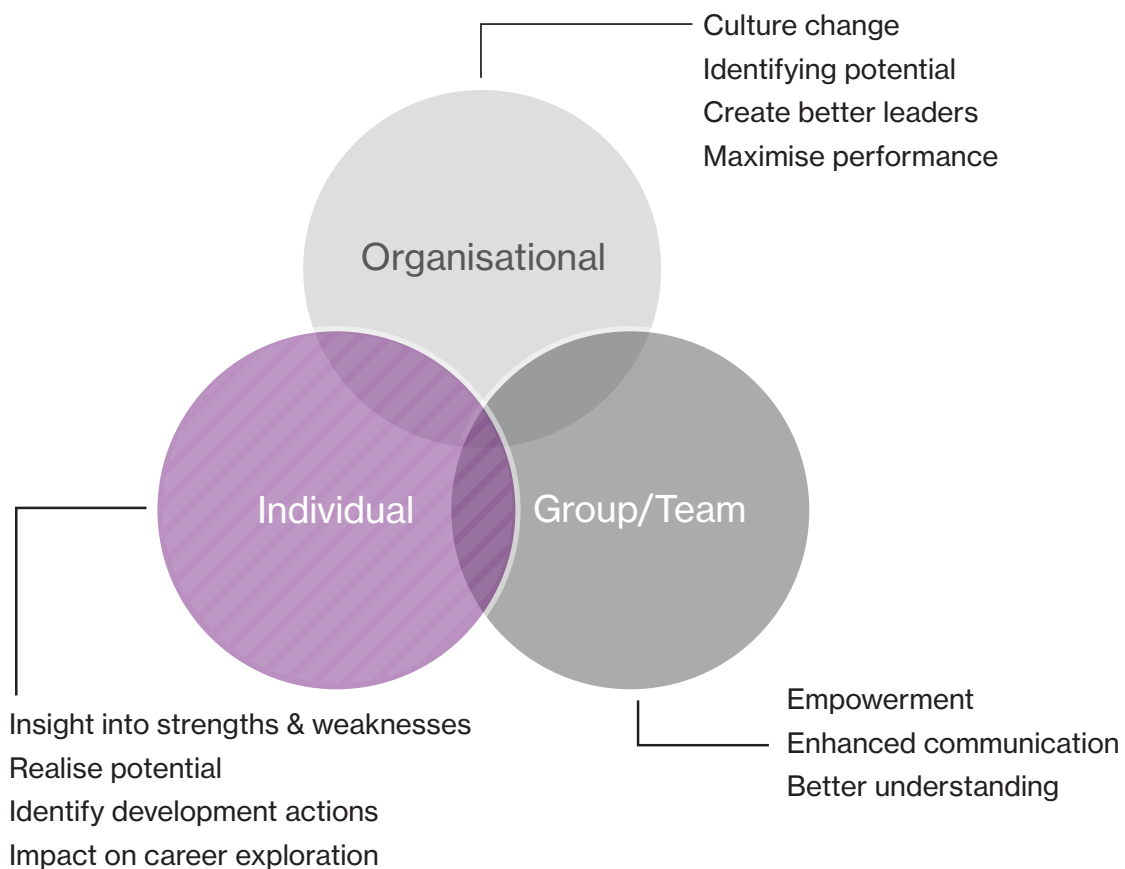 Culture change
Identifying potential
Create better leaders
Maximise performance
Organisational
Individual
Group/Team
Insight into strengths & weaknesses
Realise potential
Identify development actions
Impact on career exploration
Empowerment
Enhanced communication
Better understanding